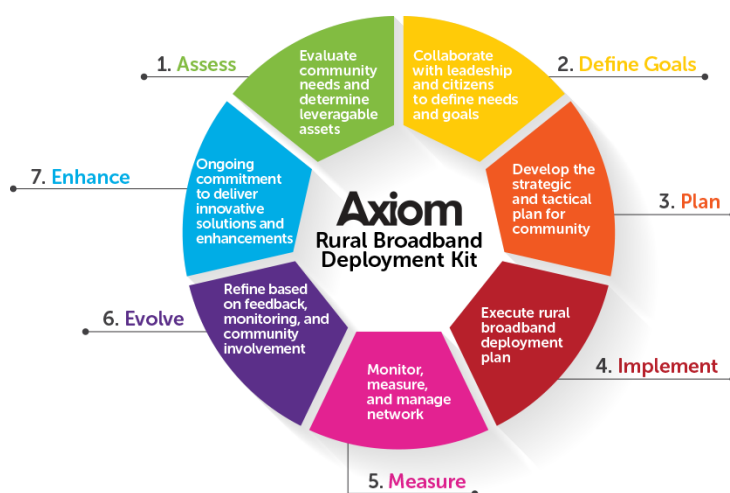 1. Assess
Evaluate
community
needs and
determine
leveragable
assets
Collaborate
with leadeship
and citizens
to define needs
and goals
2. Define Goals
Develop the
strategic
and tactical
plan for
community
3. Plan
Execute rural
broadband
deployment
plan
4. Implement
Monitor,
measure,
and manage
network
5. Measure
Refine based
on feedback,
monitoring, and
community
involvement
6. Evolve
Ongoing
commitment
to deliver
innovative
solutions and
enhancements
7. Enhance
Axiom
Rural Broadband
Deployment Kit